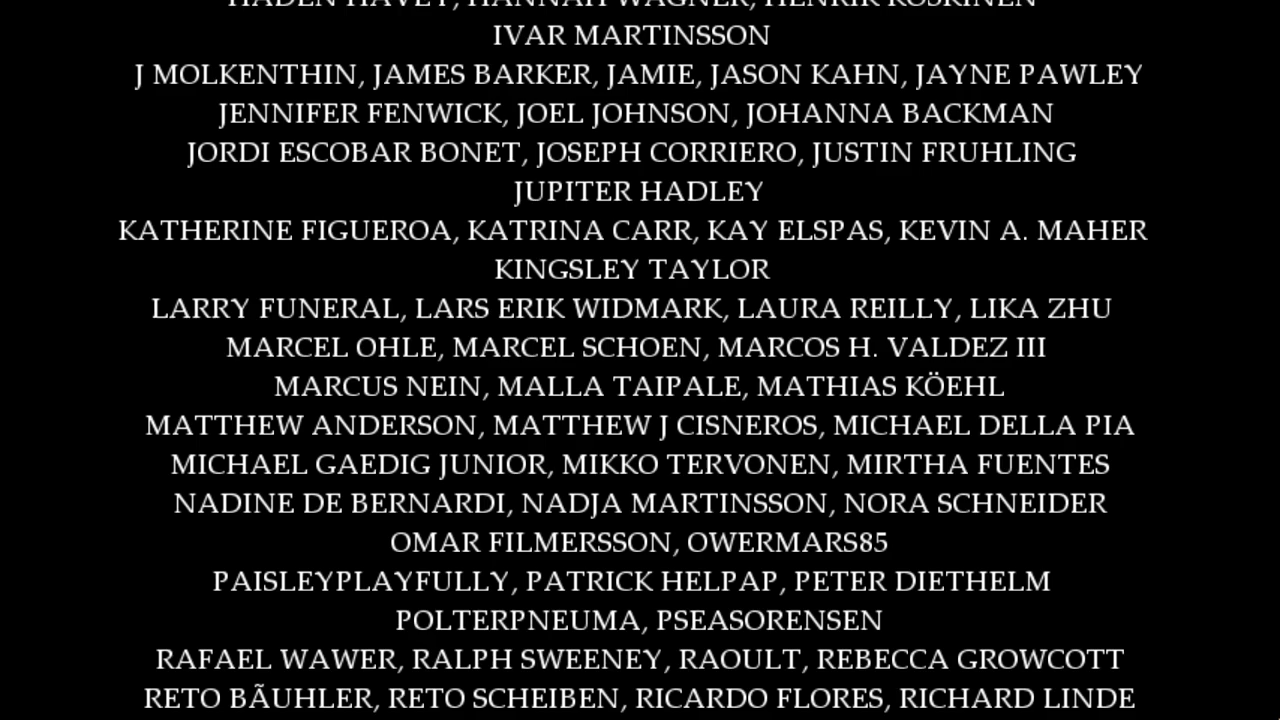 HADEN HAVEY, HANNAH WAGNER, HENRIK KOSKINEN
IVAR MARTINSSON
J MOLKENTHIN, JAMES BARKER, JAMIE, JASON KAHN, JAYNE PAWLEY
JENNIFER FENWICK, JOEL JOHNSON, JOHANNA BACKMAN
JORDI ESCOBAR BONET, JOSEPH CORRIERO, JUSTIN FRUHLING
JUPITER HADLEY
KATHERINE FIGUEROA, KATRINA CARR, KAY ELSPAS, KEVIN A. MAHER
KINGSLEY TAYLOR
LARRY FUNERAL, LARS ERIK WIDMARK, LAURA REILLY, LIKA ZHU
MARCEL OHLE, MARCEL SCHOEN, MARCOS H. VALDEZ III
MARCUS NEIN, MALLA TAIPALE, MATHIAS KÖEHL
MATTHEW ANDERSON, MATTHEW J CISNEROS, MICHAEL DELLA PIA
MICHAEL GAEDIG JUNIOR, MIKKO TERVONEN, MIRTHA FUENTES
NADINE DE BERNARDI, NADJA MARTINSSON, NORA SCHNEIDER
OMAR FILMERSSON, OWERMARS85
PAISLEYPLAYFULLY, PATRICK HELPAP, PETER DIETHELM
POLTERPNEUMA, PSEASORENSEN
RAFAEL WAWER, RALPH SWEENEY, RAOULT, REBECCA GROWCOTT
RETO BÃUHLER, RETO SCHEIBEN, RICARDO FLORES, RICHARD LINDE